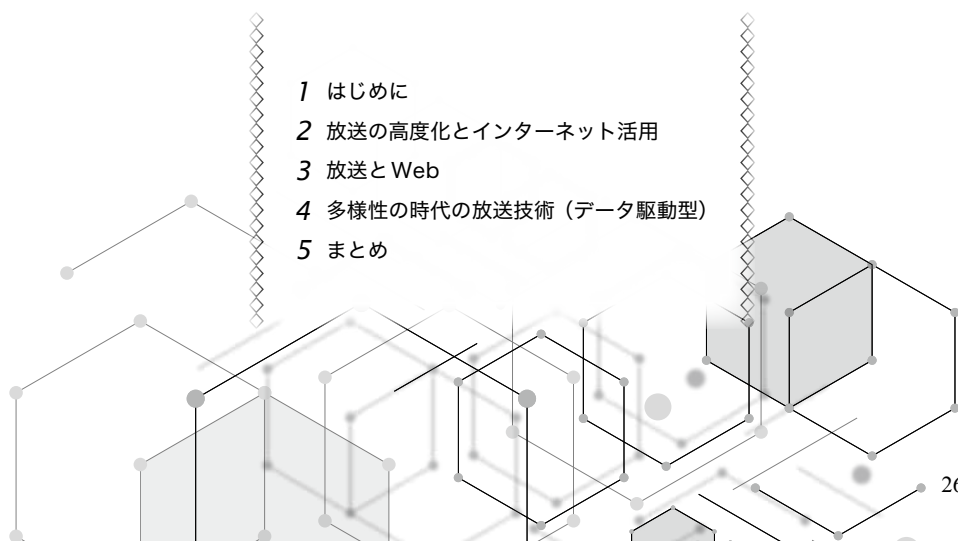 1 はじめに
2 放送の高度化とインターネット活用
3 放送とWeb
4 多様性の時代の放送技術（データ駆動型）
5 まとめ